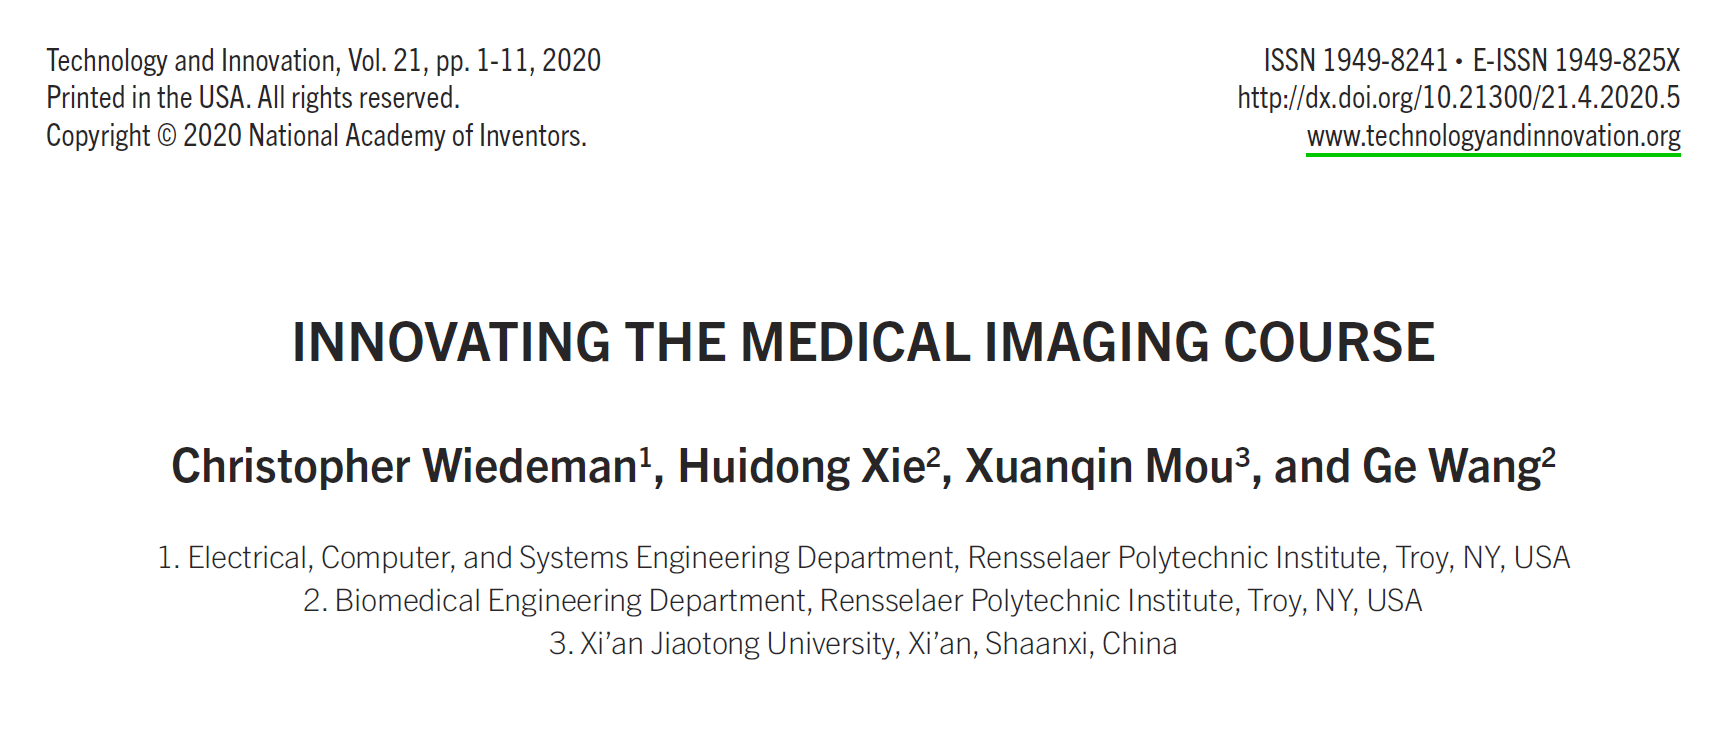 Technology and Innovation, Vol. 21, pp. 1-11, 2020
Printed in the USA. All rights reserved.
Copyright © 2020 National Academy of Inventors.
ISSN 1949-8241 • E-ISSN 1949-825X
http://dx.doi.org/10.21300/21.4.2020.5
www.technologyandinnovation.org
INNOVATING THE MEDICAL IMAGING COURSE
Christopher Wiedeman¹, Huidong Xie², Xuanqin Mou³, and Ge Wang²
1. Electrical, Computer, and Systems Engineering Department, Rensselaer Polytechnic Institute, Troy, NY, USA
2. Biomedical Engineering Department, Rensselaer Polytechnic Institute, Troy, NY, USA
3. Xi’an Jiaotong University, Xi’an, Shaanxi, China